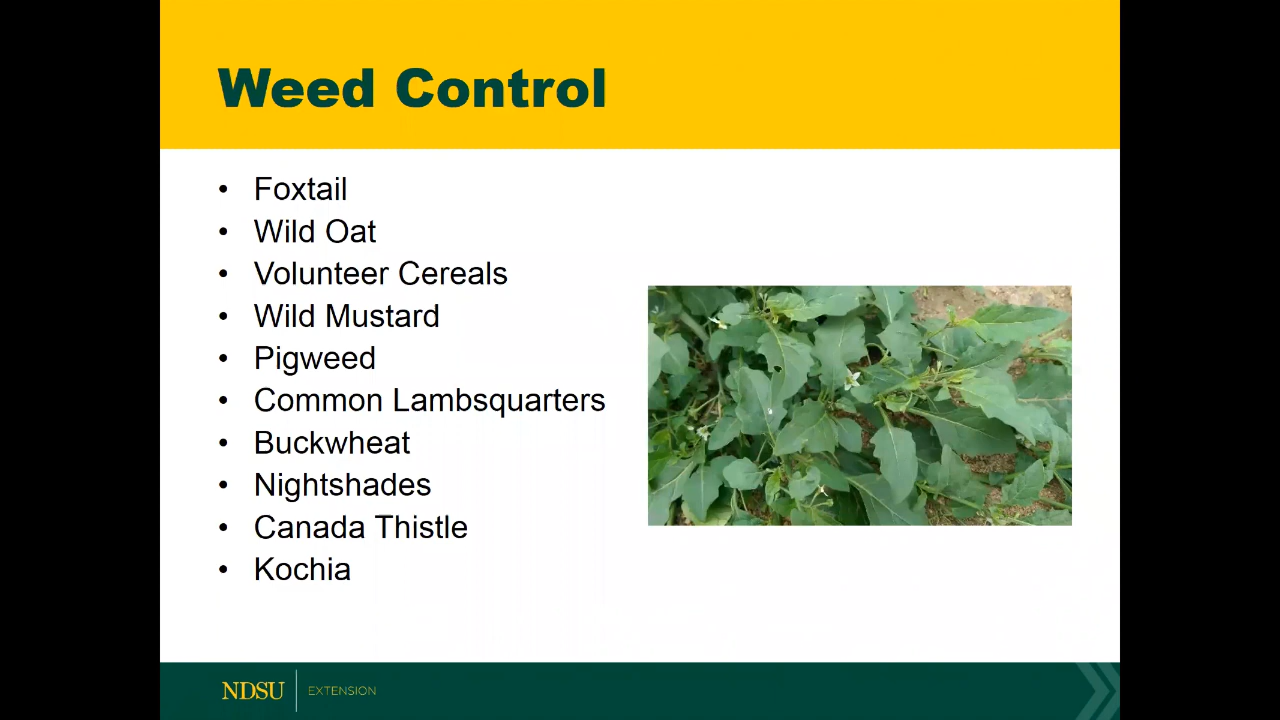 Weed Control
• Foxtail
• Wild Oat
• Volunteer Cereals
• Wild Mustard
• Pigweed
• Common Lambsquarters
• Buckwheat
• Nightshades
• Canada Thistle
• Kochia
NDSU EXTENSION